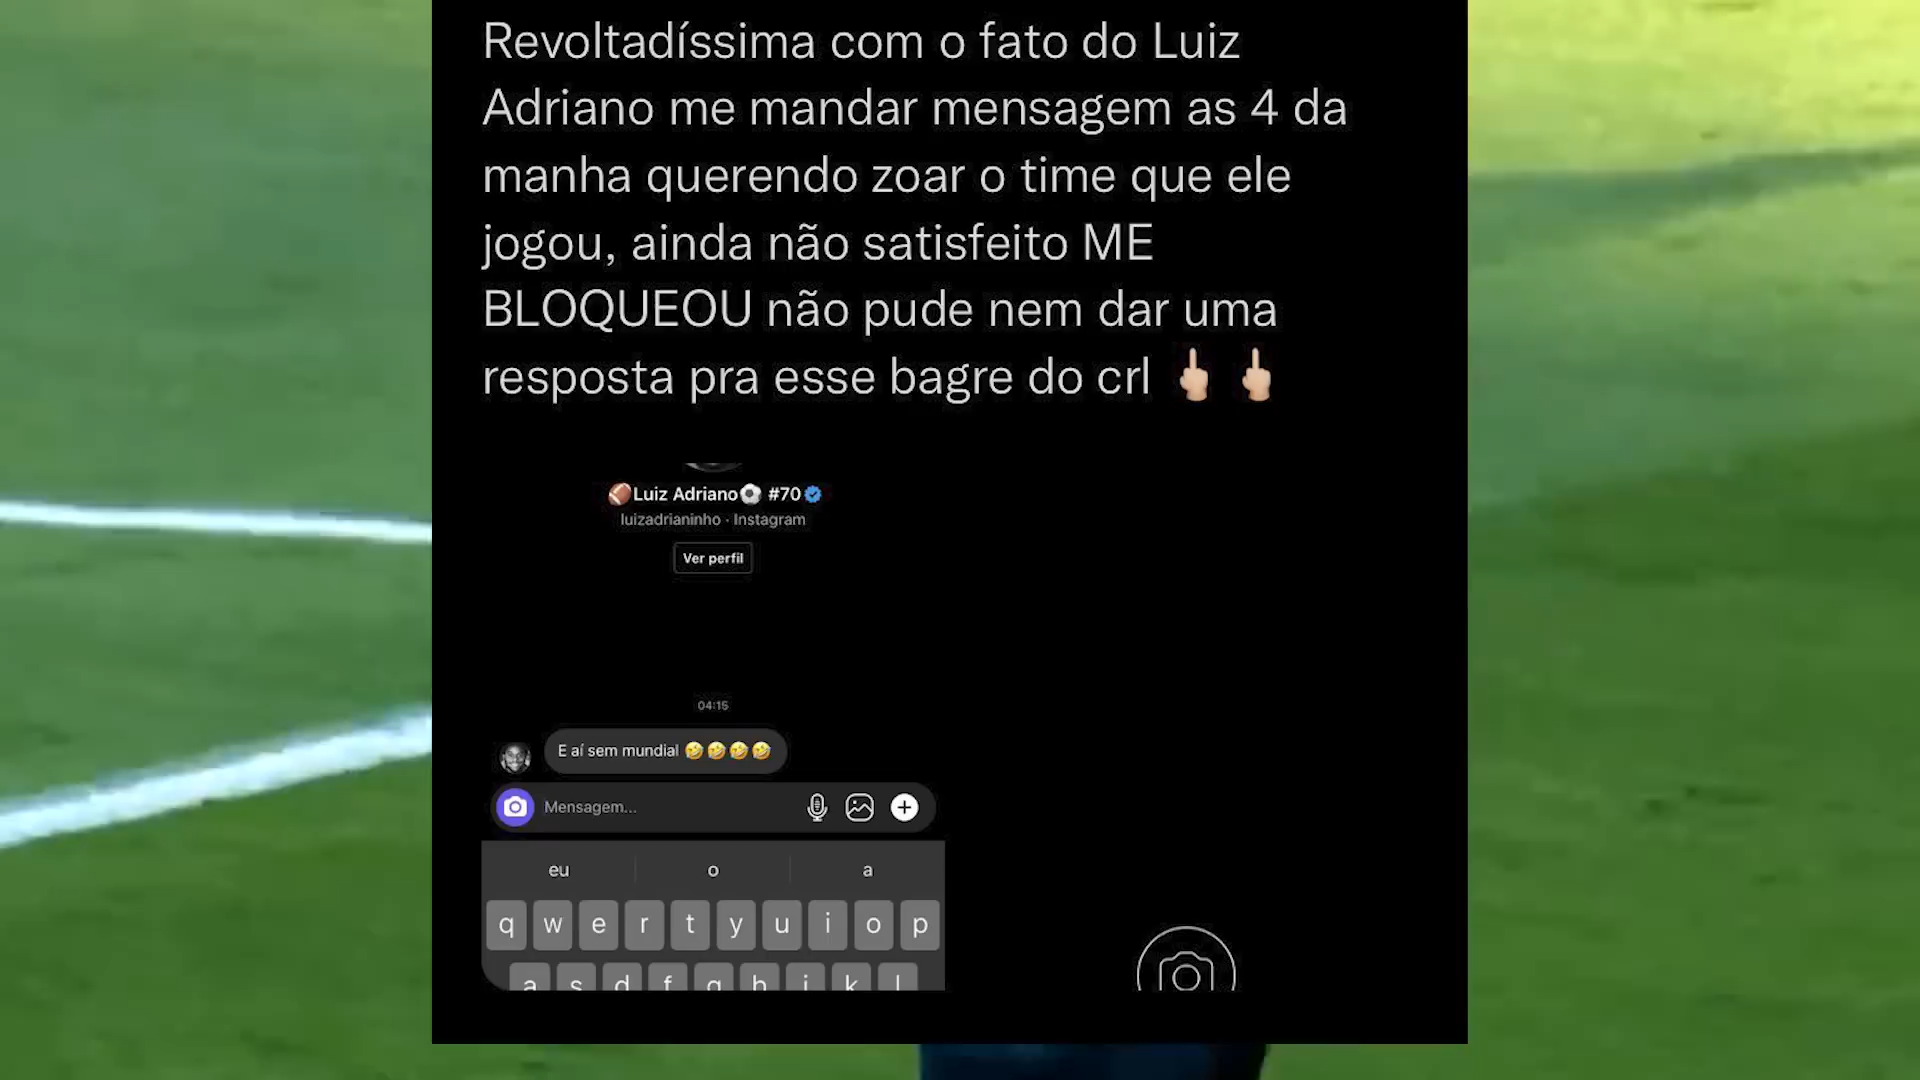 Revoltadíssima com o fato do Luiz
Adriano me mandar mensagem as 4 da
manha querendo zoar o time que ele
jogou, ainda não satisfeito ME
BLOQUEOU não pude nem dar uma
resposta pra esse bagre do crl 🖕🏻 🖕🏻
🏈Luiz Adriano⚽ #70
luizadrianinho · Instagram
Ver perfil
04:15
E aí sem mundial 🤣🤣🤣🤣
Mensagem...
eu o a
q w e r t y u i o p
a s d f g h j k l